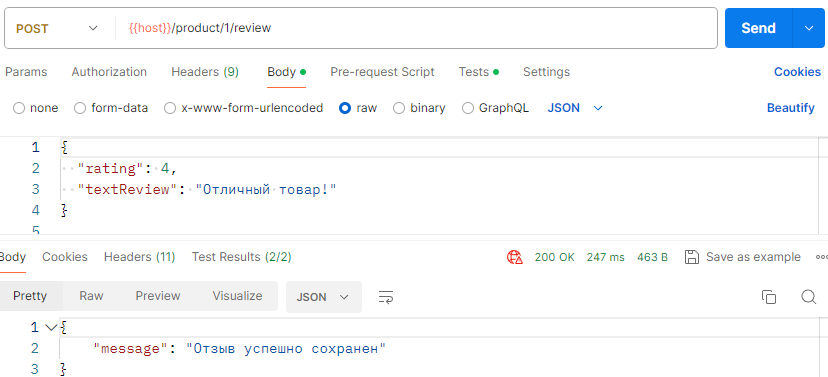 POST {{host}}/product/1/review Send
Params Authorization Headers (9) Body Pre-request Script Tests Settings Cookies
none form-data x-www-form-urlencoded raw binary GraphQL JSON Beautify
1 {
2 "rating": 4,
3 "textReview": "Отличный товар!"
4 }
5
Body Cookies Headers (11) Test Results (2/2) 200 OK 247 ms 463 B Save as example
Pretty Raw Preview Visualize JSON
1 {
2 "message": "Отзыв успешно сохранен"
3 }